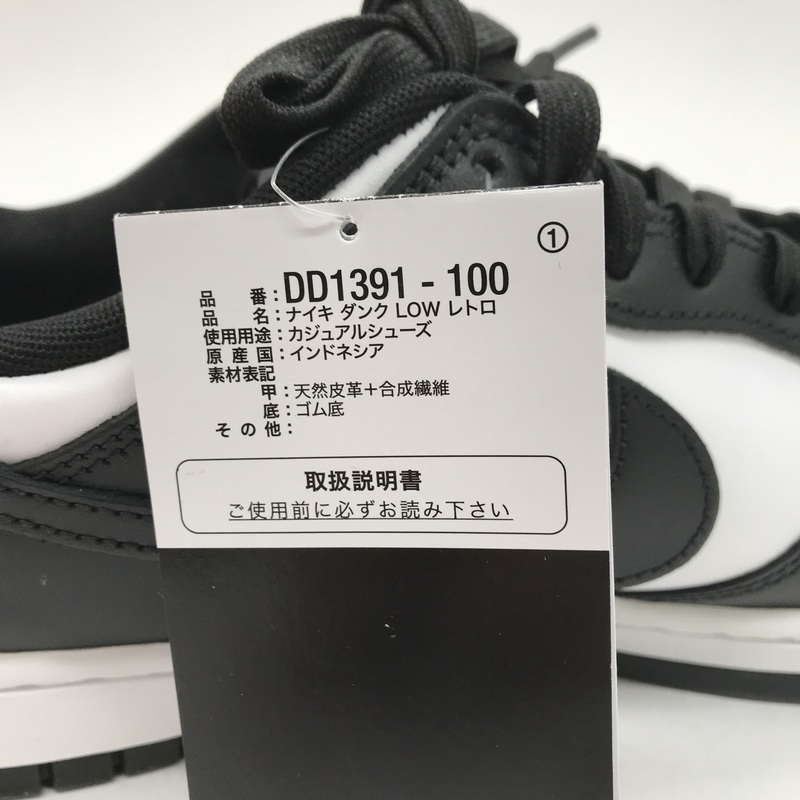 ①
品番:DD1391 - 100
品名:ナイキ ダンク LOW レトロ
使用用途:カジュアルシューズ
原産国:インドネシア
素材表記
甲:天然皮革＋合成繊維
底:ゴム底
その他:
取扱説明書
ご使用前に必ずお読み下さい